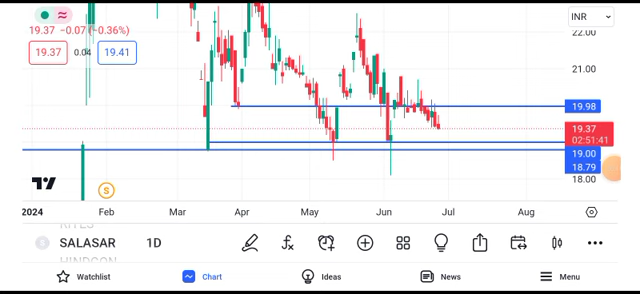 INR
22.00
19.37 −0.07 (−0.36%)
19.37 0.04 19.41
21.00
19.98
19.37
02:51:41
19.00
18.79
18.00
S
2024 Feb Mar Apr May Jun Jul Aug
S SALASAR 1D
Watchlist Chart Ideas News Menu